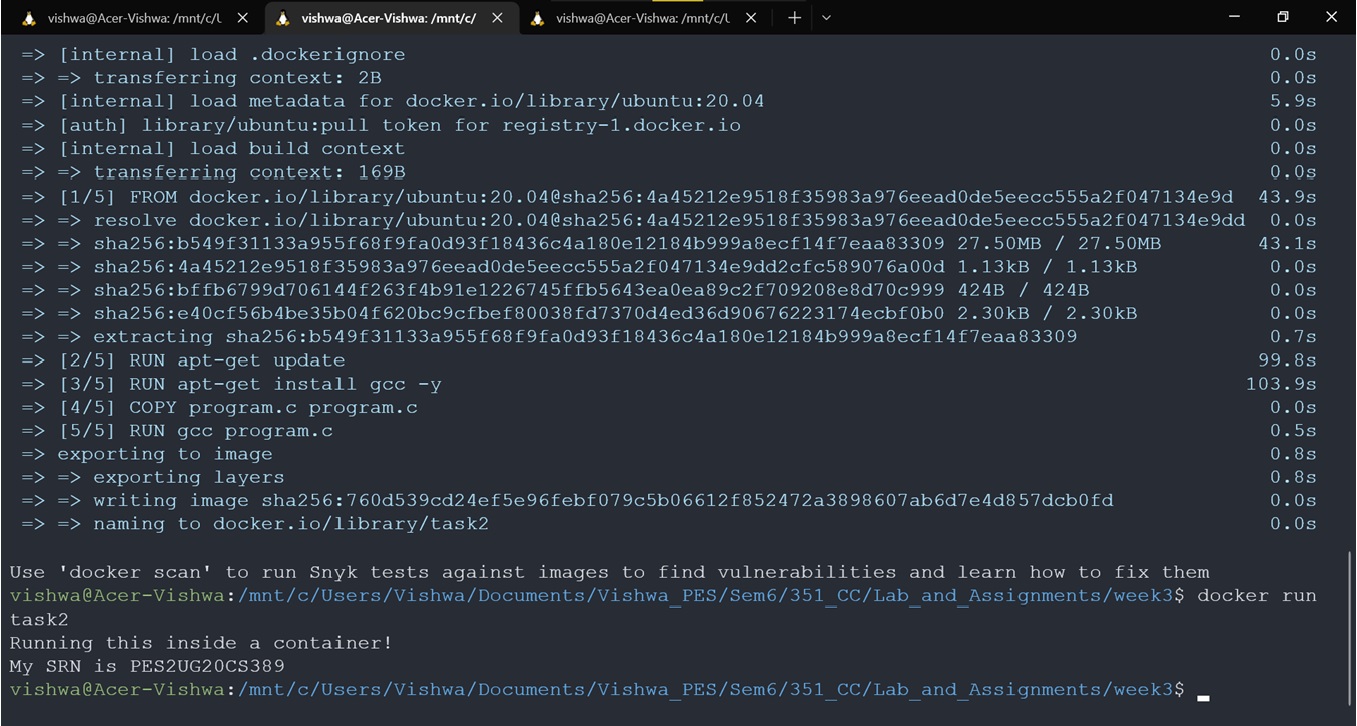 vishwa@Acer-Vishwa: /mnt/c/U
vishwa@Acer-Vishwa: /mnt/c/
vishwa@Acer-Vishwa: /mnt/c/U
=> [internal] load .dockerignore 0.0s
=> => transferring context: 2B 0.0s
=> [internal] load metadata for docker.io/library/ubuntu:20.04 5.9s
=> [auth] library/ubuntu:pull token for registry-1.docker.io 0.0s
=> [internal] load build context 0.0s
=> => transferring context: 169B 0.0s
=> [1/5] FROM docker.io/library/ubuntu:20.04@sha256:4a45212e9518f35983a976eead0de5eecc555a2f047134e9d 43.9s
=> => resolve docker.io/library/ubuntu:20.04@sha256:4a45212e9518f35983a976eead0de5eecc555a2f047134e9dd 0.0s
=> => sha256:b549f31133a955f68f9fa0d93f18436c4a180e12184b999a8ecf14f7eaa83309 27.50MB / 27.50MB 43.1s
=> => sha256:4a45212e9518f35983a976eead0de5eecc555a2f047134e9dd2cfc589076a00d 1.13kB / 1.13kB 0.0s
=> => sha256:bffb6799d706144f263f4b91e1226745ffb5643ea0ea89c2f709208e8d70c999 424B / 424B 0.0s
=> => sha256:e40cf56b4be35b04f620bc9cfbef80038fd7370d4ed36d90676223174ecbf0b0 2.30kB / 2.30kB 0.0s
=> => extracting sha256:b549f31133a955f68f9fa0d93f18436c4a180e12184b999a8ecf14f7eaa83309 0.7s
=> [2/5] RUN apt-get update 99.8s
=> [3/5] RUN apt-get install gcc -y 103.9s
=> [4/5] COPY program.c program.c 0.0s
=> [5/5] RUN gcc program.c 0.5s
=> exporting to image 0.8s
=> => exporting layers 0.8s
=> => writing image sha256:760d539cd24ef5e96febf079c5b06612f852472a3898607ab6d7e4d857dcb0fd 0.0s
=> => naming to docker.io/library/task2 0.0s
Use 'docker scan' to run Snyk tests against images to find vulnerabilities and learn how to fix them
vishwa@Acer-Vishwa:/mnt/c/Users/Vishwa/Documents/Vishwa_PES/Sem6/351_CC/Lab_and_Assignments/week3$ docker run
task2
Running this inside a container!
My SRN is PES2UG20CS389
vishwa@Acer-Vishwa:/mnt/c/Users/Vishwa/Documents/Vishwa_PES/Sem6/351_CC/Lab_and_Assignments/week3$